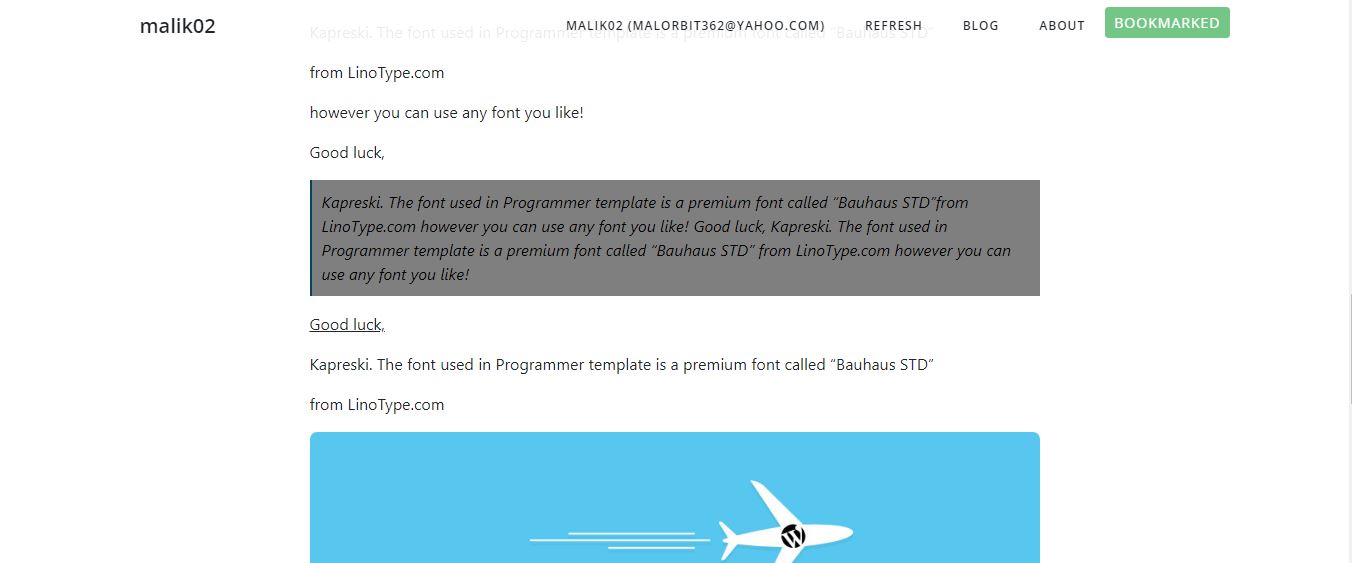 malik02
MALIK02 (MALORBIT362@YAHOO.COM)
REFRESH
BLOG
ABOUT
BOOKMARKED
Kapreski. The font used in Programmer template is a premium font called “Bauhaus STD”
from LinoType.com
however you can use any font you like!
Good luck,
Kapreski. The font used in Programmer template is a premium font called “Bauhaus STD”from
LinoType.com however you can use any font you like! Good luck, Kapreski. The font used in
Programmer template is a premium font called “Bauhaus STD” from LinoType.com however you can
use any font you like!
Good luck,
Kapreski. The font used in Programmer template is a premium font called “Bauhaus STD”
from LinoType.com
W